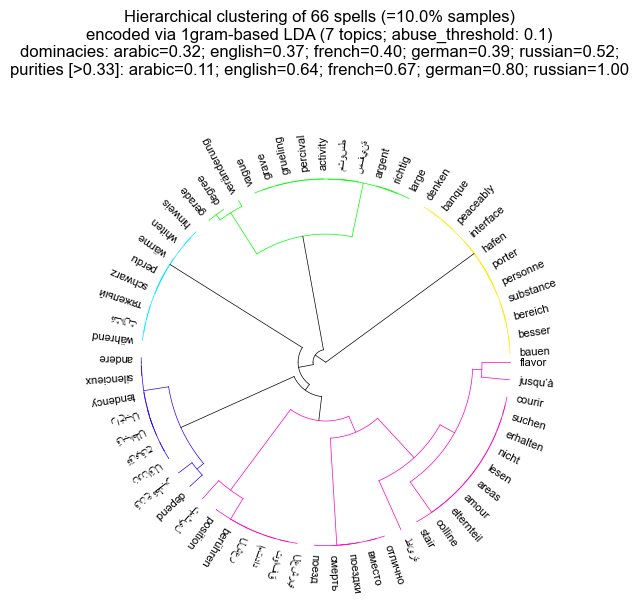 Hierarchical clustering of 66 spells (=10.0% samples)
encoded via 1gram-based LDA (7 topics; abuse_threshold: 0.1)
dominacies: arabic=0.32; english=0.37; french=0.40; german=0.39; russian=0.52;
purities [>0.33]: arabic=0.11; english=0.64; french=0.67; german=0.80; russian=1.00
flavor
bauen
besser
bereich
substance
personne
porter
hafen
interface
peaceably
banque
denken
large
richtig
argent
activity
percival
grueling
grave
vague
veränderung
degree
gerade
hinweis
whiten
wärme
perdu
schwarz
тяжелый
während
andere
silencieux
tendency
depend
position
berühren
поезд
смерть
поездки
вместо
отлично
stair
colline
elternteil
amour
areas
lesen
nicht
erhalten
suchen
courir
jusqu'à